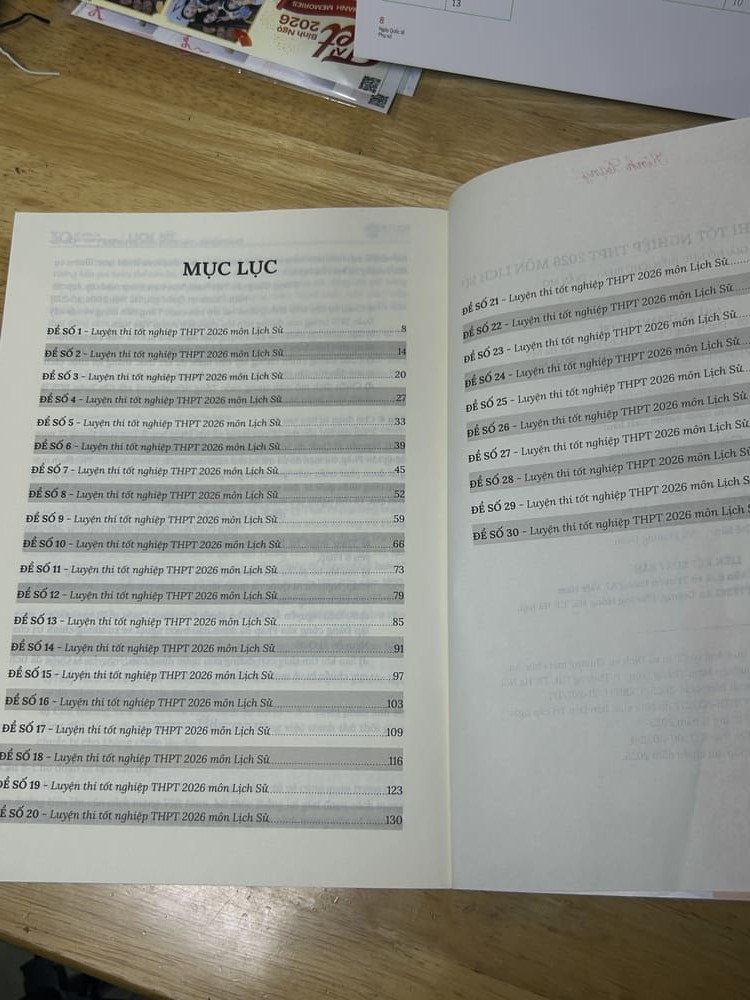 13
10
8
Ngày Quốc tế
Phụ nữ
Bính Ngọ
2026
MEMORIES
MỤC LỤC
ĐỀ SỐ 1 - Luyện thi tốt nghiệp THPT 2026 môn Lịch Sử 8
ĐỀ SỐ 2 - Luyện thi tốt nghiệp THPT 2026 môn Lịch Sử 14
ĐỀ SỐ 3 - Luyện thi tốt nghiệp THPT 2026 môn Lịch Sử 20
ĐỀ SỐ 4 - Luyện thi tốt nghiệp THPT 2026 môn Lịch Sử 27
ĐỀ SỐ 5 - Luyện thi tốt nghiệp THPT 2026 môn Lịch Sử 33
ĐỀ SỐ 6 - Luyện thi tốt nghiệp THPT 2026 môn Lịch Sử 39
ĐỀ SỐ 7 - Luyện thi tốt nghiệp THPT 2026 môn Lịch Sử 45
ĐỀ SỐ 8 - Luyện thi tốt nghiệp THPT 2026 môn Lịch Sử 52
ĐỀ SỐ 9 - Luyện thi tốt nghiệp THPT 2026 môn Lịch Sử 59
ĐỀ SỐ 10 - Luyện thi tốt nghiệp THPT 2026 môn Lịch Sử 66
ĐỀ SỐ 11 - Luyện thi tốt nghiệp THPT 2026 môn Lịch Sử 73
ĐỀ SỐ 12 - Luyện thi tốt nghiệp THPT 2026 môn Lịch Sử 79
ĐỀ SỐ 13 - Luyện thi tốt nghiệp THPT 2026 môn Lịch Sử 85
ĐỀ SỐ 14 - Luyện thi tốt nghiệp THPT 2026 môn Lịch Sử 91
ĐỀ SỐ 15 - Luyện thi tốt nghiệp THPT 2026 môn Lịch Sử 97
ĐỀ SỐ 16 - Luyện thi tốt nghiệp THPT 2026 môn Lịch Sử 103
ĐỀ SỐ 17 - Luyện thi tốt nghiệp THPT 2026 môn Lịch Sử 109
ĐỀ SỐ 18 - Luyện thi tốt nghiệp THPT 2026 môn Lịch Sử 116
ĐỀ SỐ 19 - Luyện thi tốt nghiệp THPT 2026 môn Lịch Sử 123
ĐỀ SỐ 20 - Luyện thi tốt nghiệp THPT 2026 môn Lịch Sử 130
ĐỀ SỐ 21 - Luyện thi tốt nghiệp THPT 2026 môn Lịch Sử
ĐỀ SỐ 22 - Luyện thi tốt nghiệp THPT 2026 môn Lịch Sử
ĐỀ SỐ 23 - Luyện thi tốt nghiệp THPT 2026 môn Lịch Sử
ĐỀ SỐ 24 - Luyện thi tốt nghiệp THPT 2026 môn Lịch Sử
ĐỀ SỐ 25 - Luyện thi tốt nghiệp THPT 2026 môn Lịch Sử
ĐỀ SỐ 26 - Luyện thi tốt nghiệp THPT 2026 môn Lịch Sử
ĐỀ SỐ 27 - Luyện thi tốt nghiệp THPT 2026 môn Lịch Sử
ĐỀ SỐ 28 - Luyện thi tốt nghiệp THPT 2026 môn Lịch Sử
ĐỀ SỐ 29 - Luyện thi tốt nghiệp THPT 2026 môn Lịch S
ĐỀ SỐ 30 - Luyện thi tốt nghiệp THPT 2026 môn Lịch S